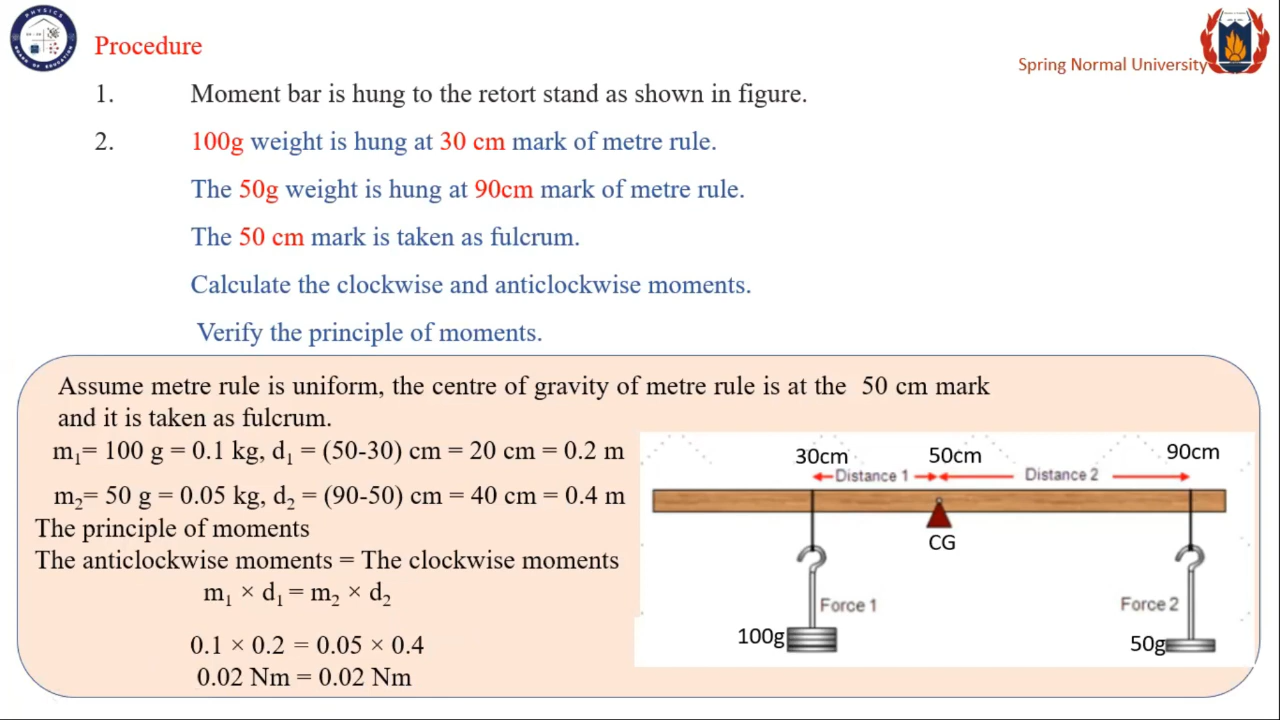 PHYSICS
BOARD OF EDUCATION
Procedure
Spring Normal University
1. Moment bar is hung to the retort stand as shown in figure.
2. 100g weight is hung at 30 cm mark of metre rule.
The 50g weight is hung at 90cm mark of metre rule.
The 50 cm mark is taken as fulcrum.
Calculate the clockwise and anticlockwise moments.
Verify the principle of moments.
Assume metre rule is uniform, the centre of gravity of metre rule is at the 50 cm mark
and it is taken as fulcrum.
m₁= 100 g = 0.1 kg, d₁ = (50-30) cm = 20 cm = 0.2 m
m₂= 50 g = 0.05 kg, d₂ = (90-50) cm = 40 cm = 0.4 m
The principle of moments
The anticlockwise moments = The clockwise moments
m₁ × d₁ = m₂ × d₂
0.1 × 0.2 = 0.05 × 0.4
0.02 Nm = 0.02 Nm
30cm 50cm 90cm
Distance 1 Distance 2
CG
Force 1 Force 2
100g 50g